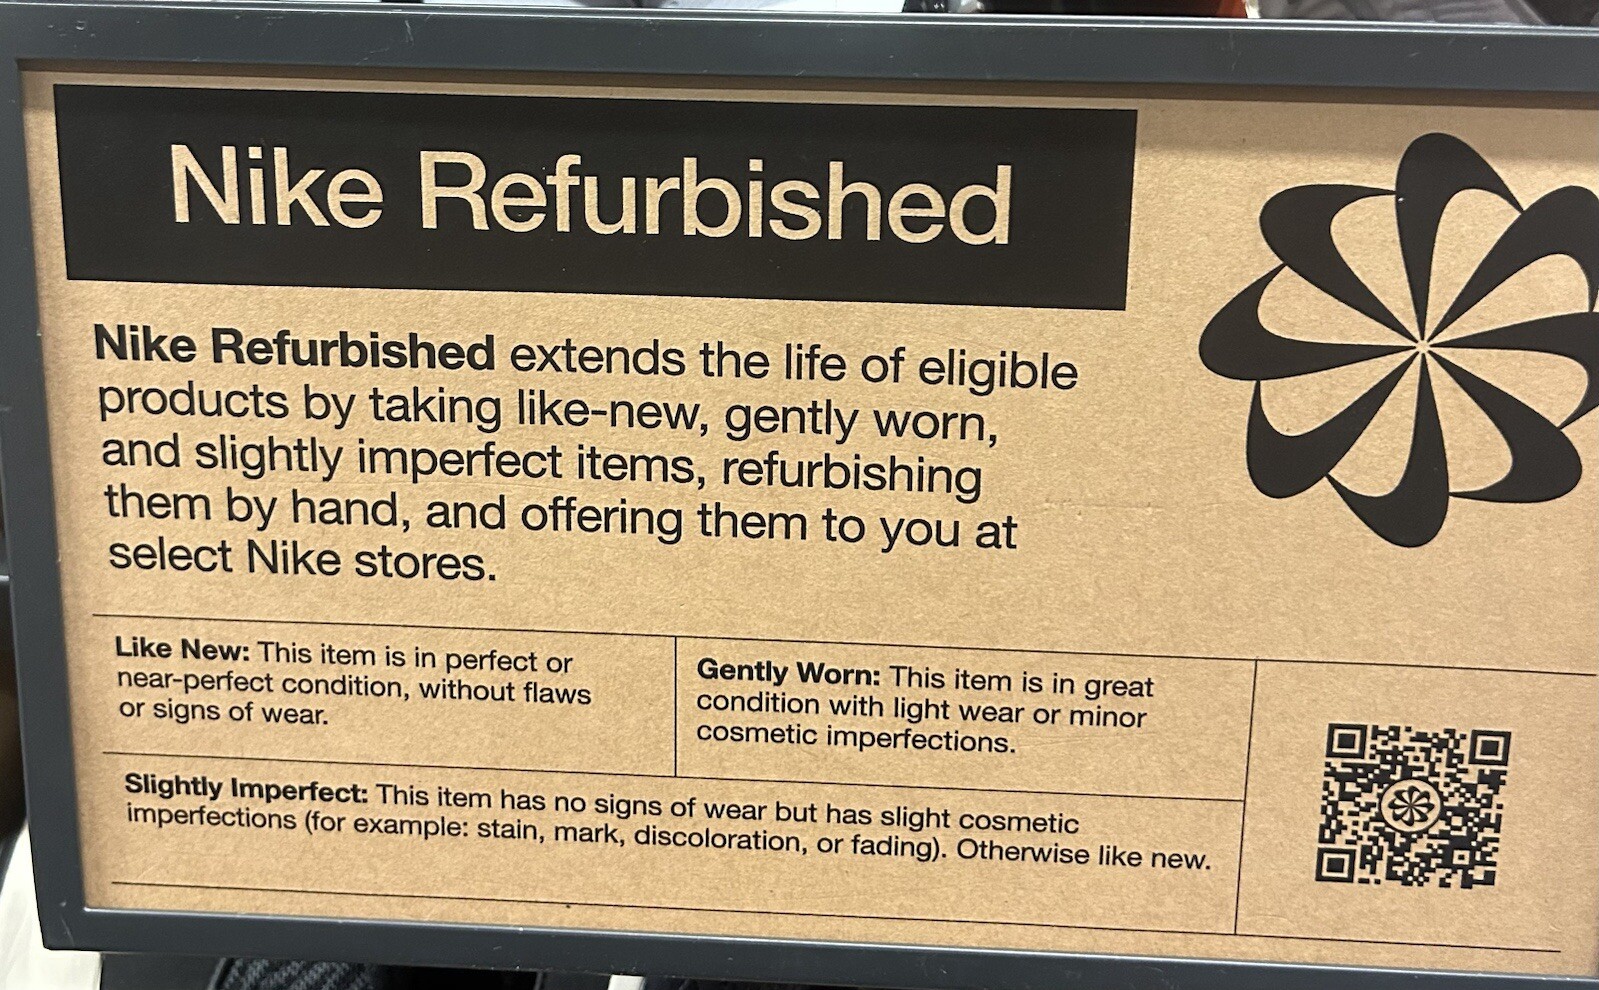 Nike Refurbished
Nike Refurbished extends the life of eligible
products by taking like-new, gently worn,
and slightly imperfect items, refurbishing
them by hand, and offering them to you at
select Nike stores.
Like New: This item is in perfect or
near-perfect condition, without flaws
or signs of wear.
Gently Worn: This item is in great
condition with light wear or minor
cosmetic imperfections.
Slightly Imperfect: This item has no signs of wear but has slight cosmetic
imperfections (for example: stain, mark, discoloration, or fading). Otherwise like new.